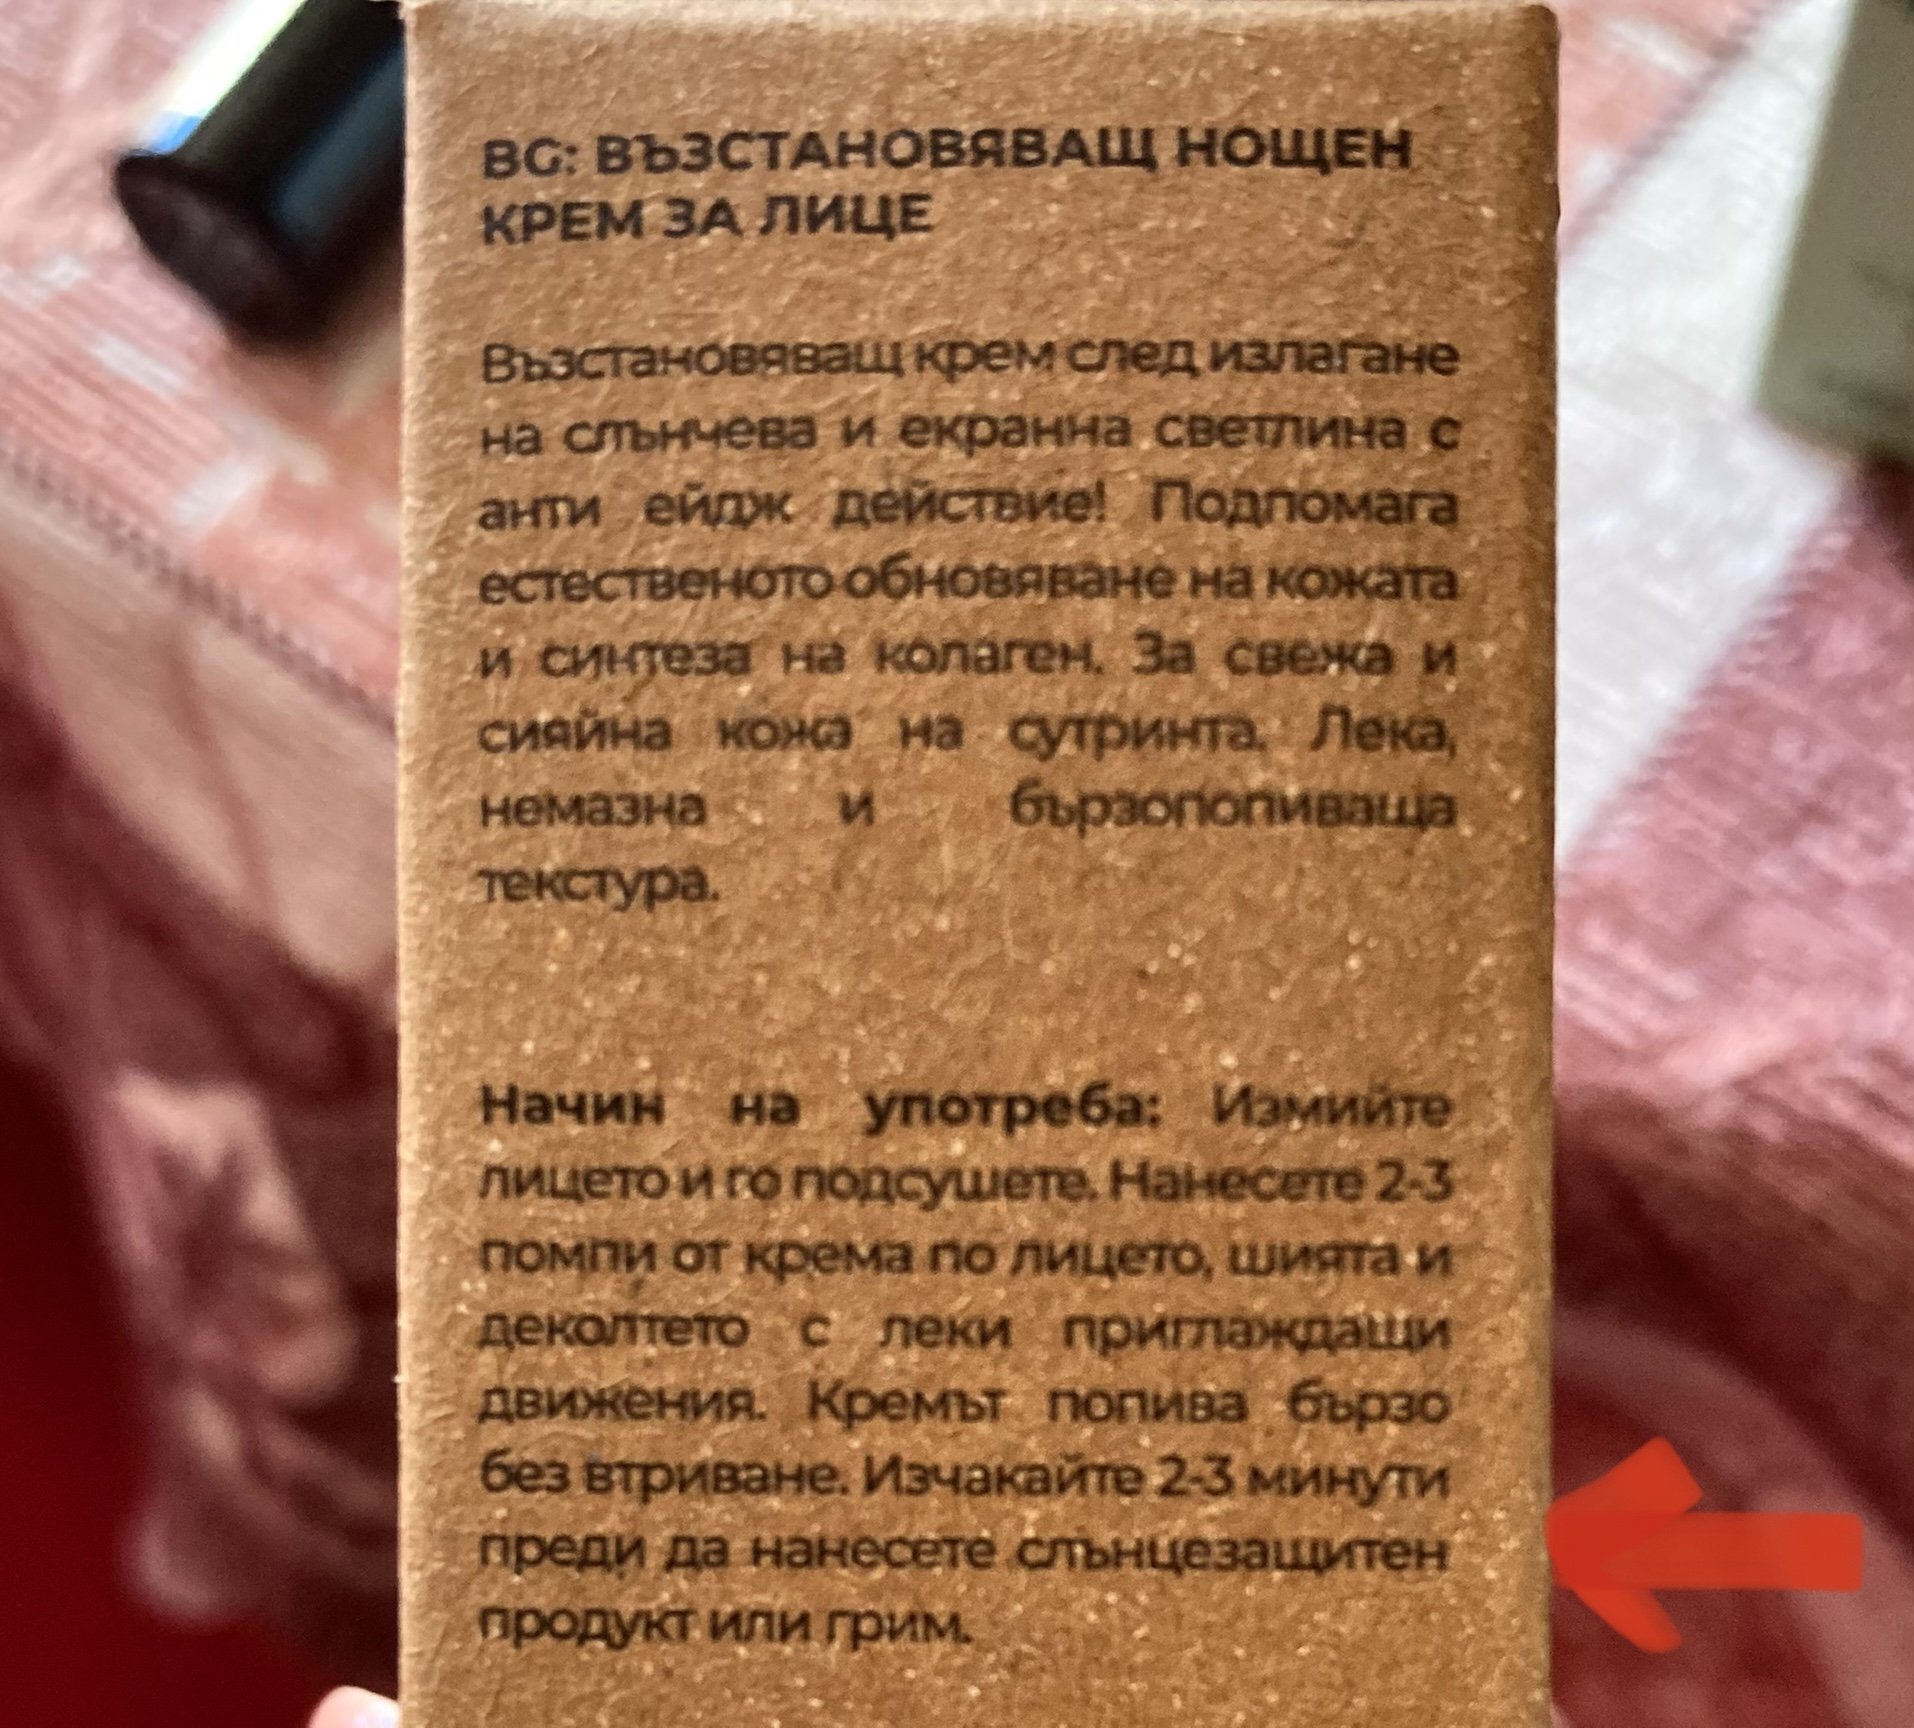 BG: ВЪЗСТАНОВЯВАЩ НОЩЕН
КРЕМ ЗА ЛИЦЕ
Възстановяващ крем след излагане
на слънчева и екранна светлина с
анти ейдж действие! Подпомага
естественото обновяване на кожата
и синтеза на колаген. За свежа и
сияйна кожа на сутринта. Лека,
немазна и бързопопиваща
текстура.
Начин на употреба: Измийте
лицето и го подсушете. Нанесете 2-3
помпи от крема по лицето, шията и
деколтето с леки приглаждащи
движения. Кремът попива бързо
без втриване. Изчакайте 2-3 минути
преди да нанесете слънцезащитен
продукт или грим.